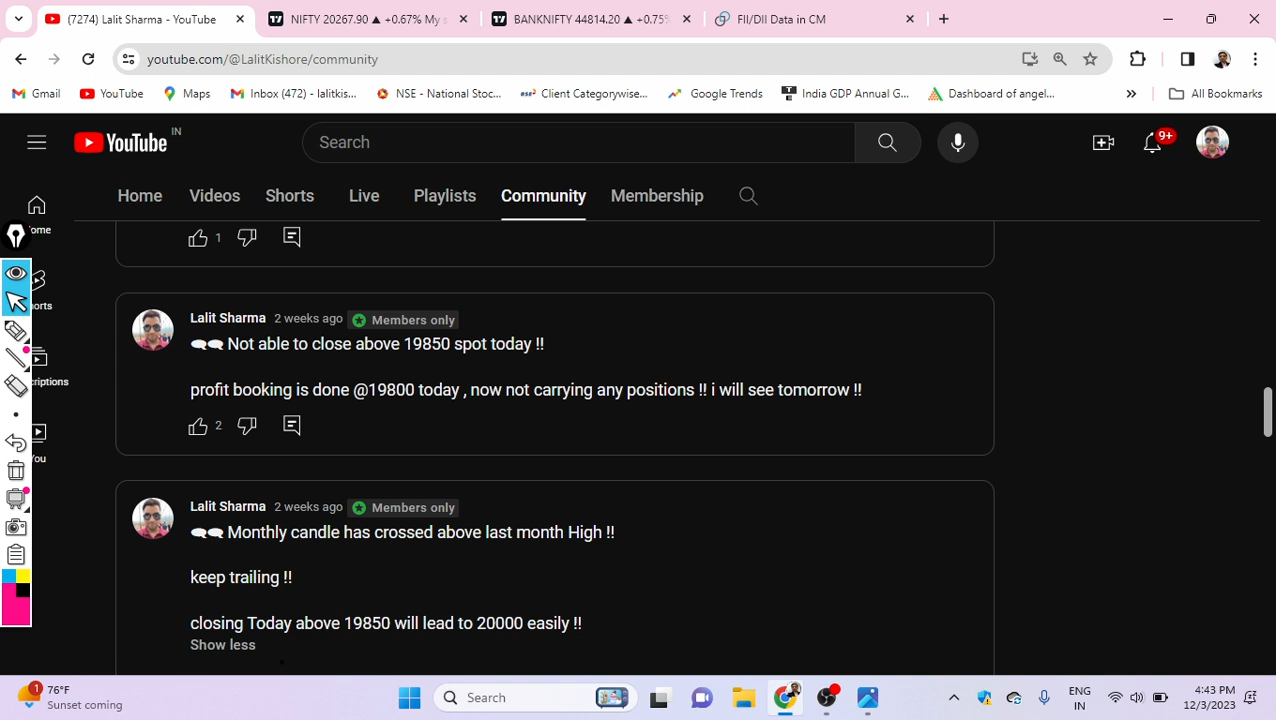 (7274) Lalit Sharma - YouTube
NIFTY 20267.90 ▲ +0.67% My s
BANKNIFTY 44814.20 ▲ +0.75%
FII/DII Data in CM
youtube.com/@LalitKishore/community
Gmail
YouTube
Maps
Inbox (472) - lalitkis...
NSE - National Stoc...
Client Categorywise...
Google Trends
India GDP Annual G...
Dashboard of angel...
All Bookmarks
YouTube IN
Search
9+
Home Videos Shorts Live Playlists Community Membership
ome
orts
criptions
ou
1
Lalit Sharma 2 weeks ago Members only
Not able to close above 19850 spot today !!
profit booking is done @19800 today , now not carrying any positions !! i will see tomorrow !!
2
Lalit Sharma 2 weeks ago Members only
Monthly candle has crossed above last month High !!
keep trailing !!
closing Today above 19850 will lead to 20000 easily !!
Show less
1
76°F
Sunset coming
Search
ENG
IN
4:43 PM
12/3/2023